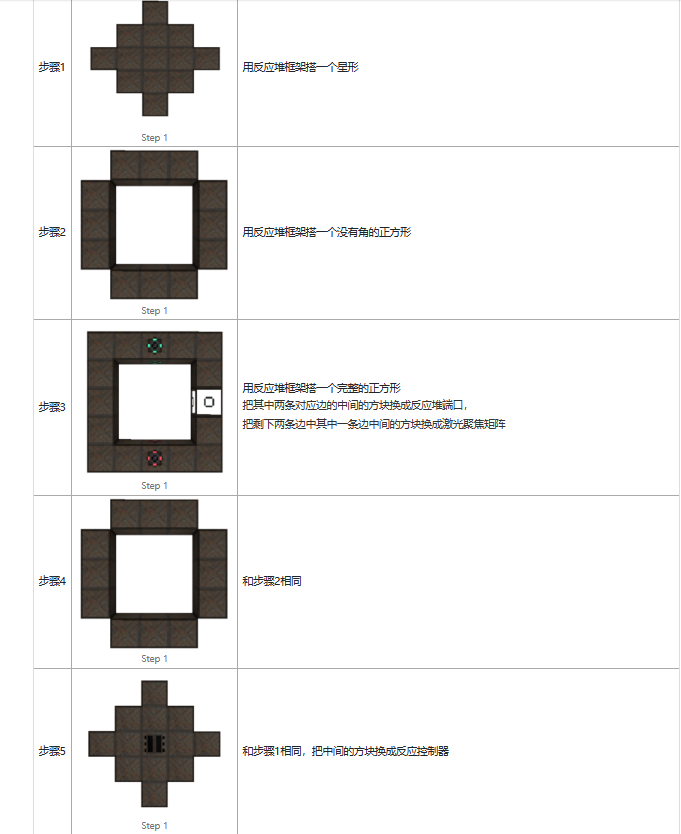 步骤1
用反应堆框架搭一个星形
Step 1
步骤2
用反应堆框架搭一个没有角的正方形
Step 1
步骤3
用反应堆框架搭一个完整的正方形
把其中两条对应边的中间的方块换成反应堆端口，
把剩下两条边中其中一条边中间的方块换成激光聚焦矩阵
Step 1
步骤4
和步骤2相同
Step 1
步骤5
和步骤1相同，把中间的方块换成反应控制器
Step 1